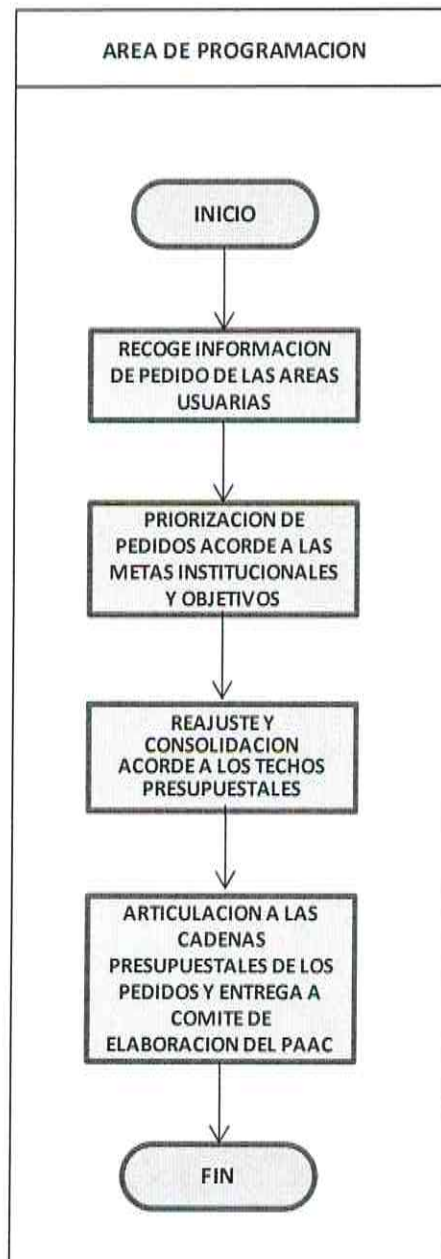 AREA DE PROGRAMACION
INICIO
RECOGE INFORMACION
DE PEDIDO DE LAS AREAS
USUARIAS
PRIORIZACION DE
PEDIDOS ACORDE A LAS
METAS INSTITUCIONALES
Y OBJETIVOS
REAJUSTE Y
CONSOLIDACION
ACORDE A LOS TECHOS
PRESUPUESTALES
ARTICULACION A LAS
CADENAS
PRESUPUESTALES DE LOS
PEDIDOS Y ENTREGA A
COMITE DE
ELABORACION DEL PAAC
FIN